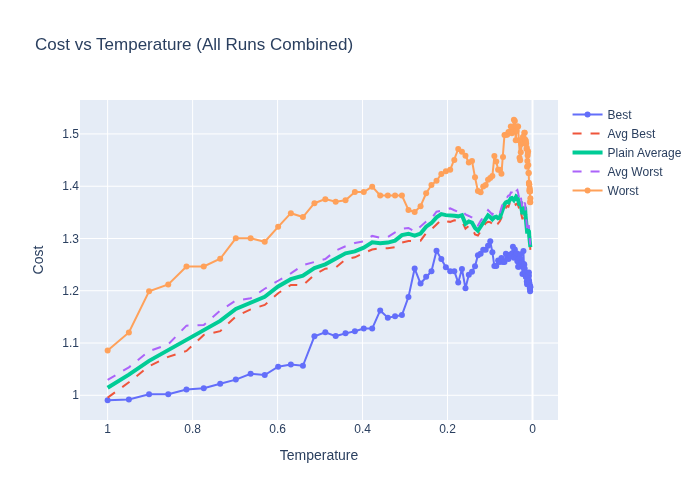 Cost vs Temperature (All Runs Combined)
Best
Avg Best
Plain Average
Avg Worst
Worst
1.5
1.4
1.3
1.2
1.1
1
Cost
1
0.8
0.6
0.4
0.2
0
Temperature